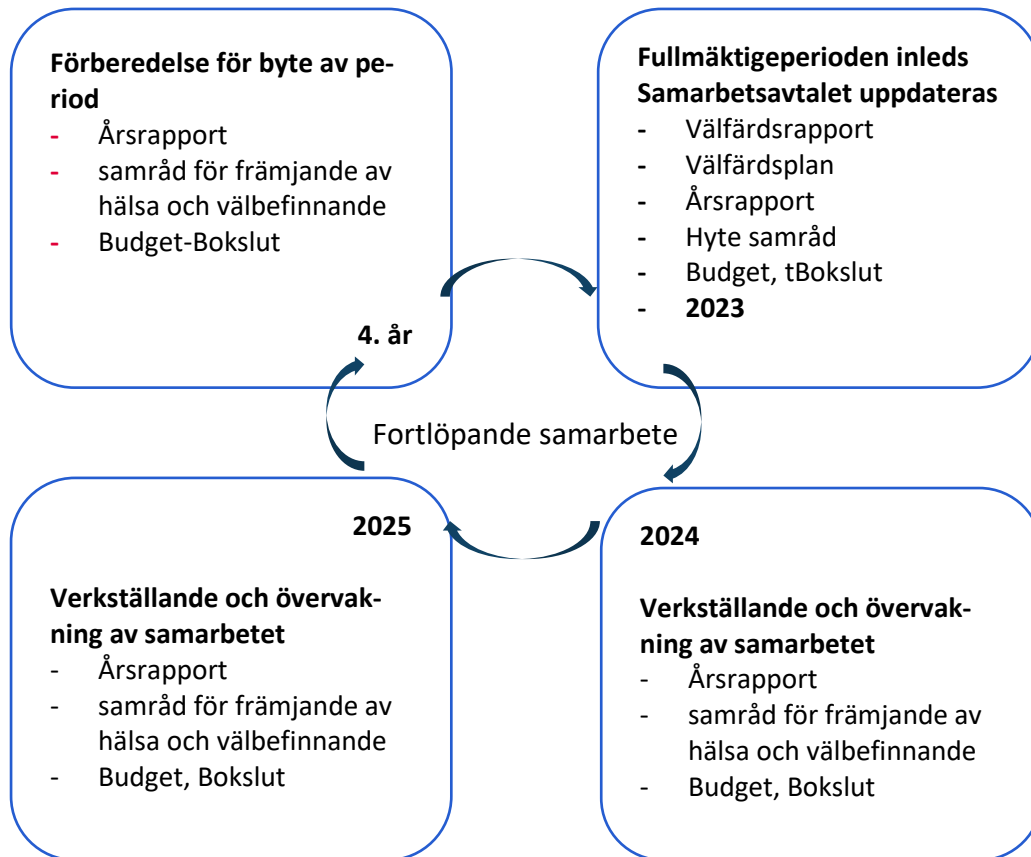 Förberedelse för byte av pe-
riod
- Årsrapport
- samråd för främjande av
hälsa och välbefinnande
- Budget-Bokslut
4. år
Fullmäktigeperioden inleds
Samarbetsavtalet uppdateras
- Välfärdsrapport
- Välfärdsplan
- Årsrapport
- Hyte samråd
- Budget, tBokslut
- 2023
Fortlöpande samarbete
2025
Verkställande och övervak-
ning av samarbetet
- Årsrapport
- samråd för främjande av
hälsa och välbefinnande
- Budget, Bokslut
2024
Verkställande och övervak-
ning av samarbetet
- Årsrapport
- samråd för främjande av
hälsa och välbefinnande
- Budget, Bokslut